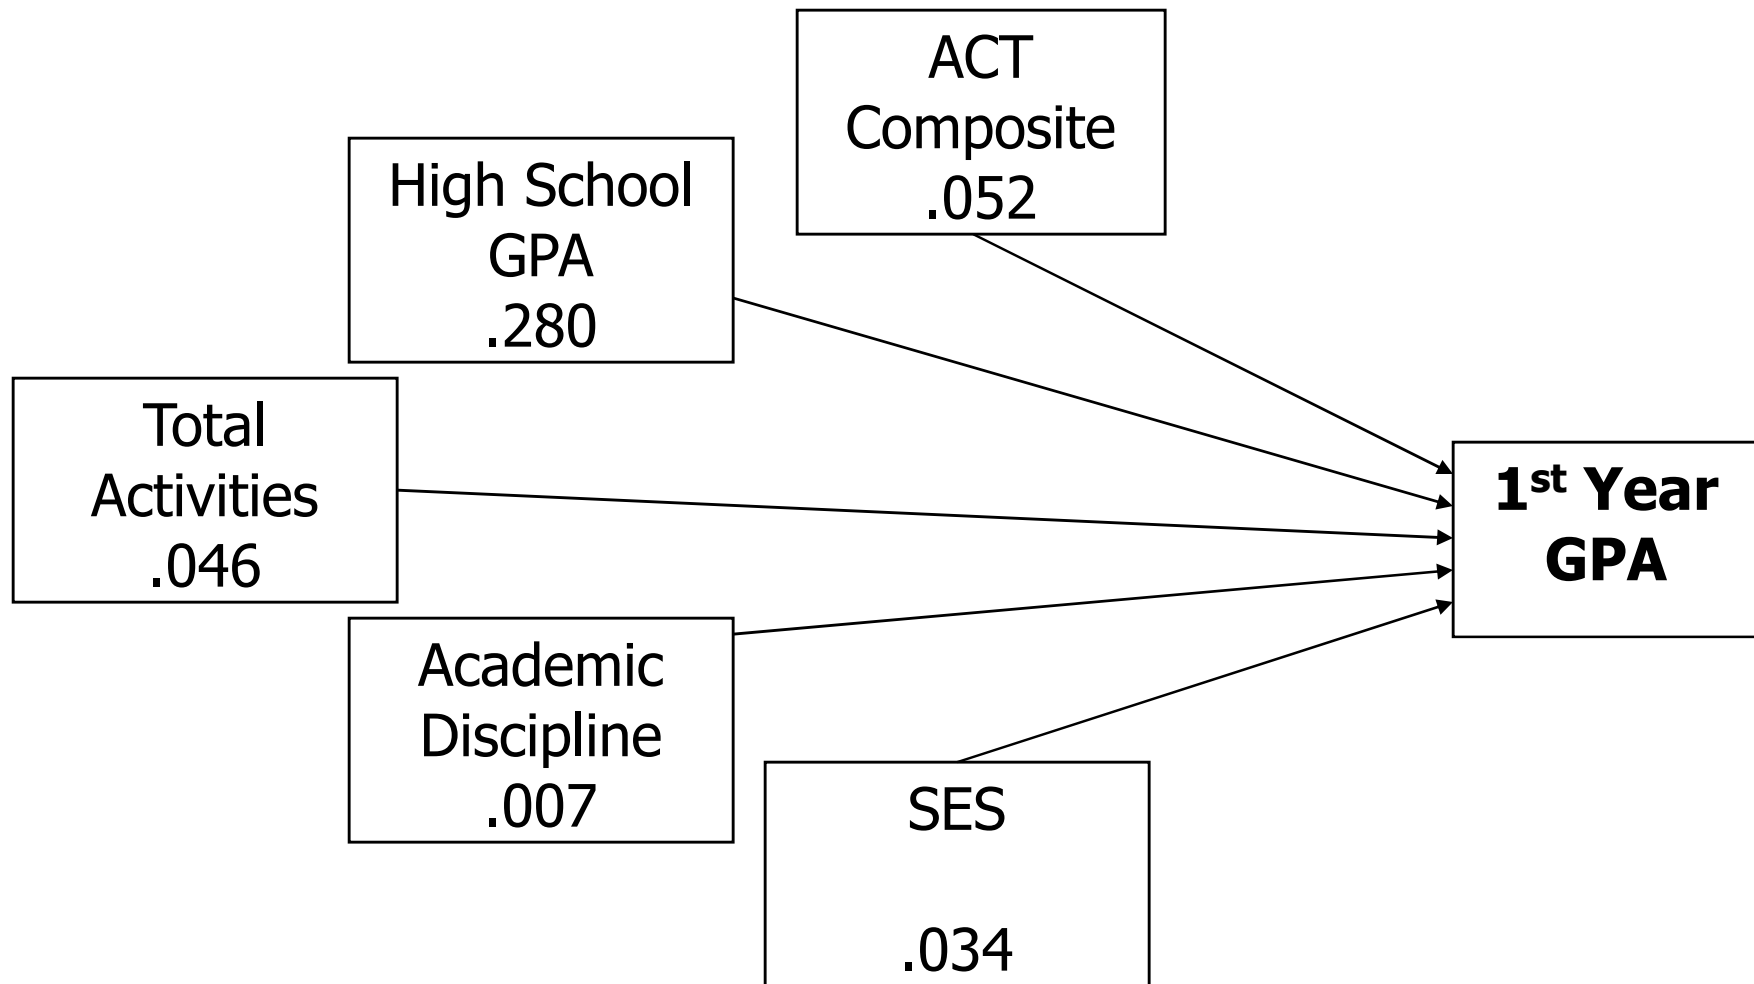 ACT
Composite
.052
High School
GPA
.280
Total
Activities
.046
Academic
Discipline
.007
SES
.034
1st Year
GPA